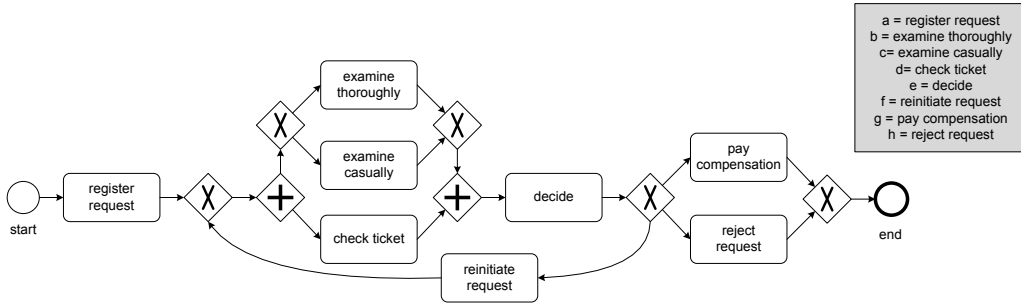 a = register request
b = examine thoroughly
c= examine casually
d= check ticket
e = decide
f = reinitiate request
g = pay compensation
h = reject request
examine
thoroughly
examine
casually
pay
compensation
register
request
decide
start
check ticket
reject
request
end
reinitiate
request